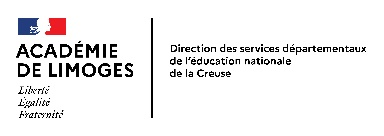 ACADÉMIE
DE LIMOGES
Liberté
Égalité
Fraternité
Direction des services départementaux
de l'éducation nationale
de la Creuse